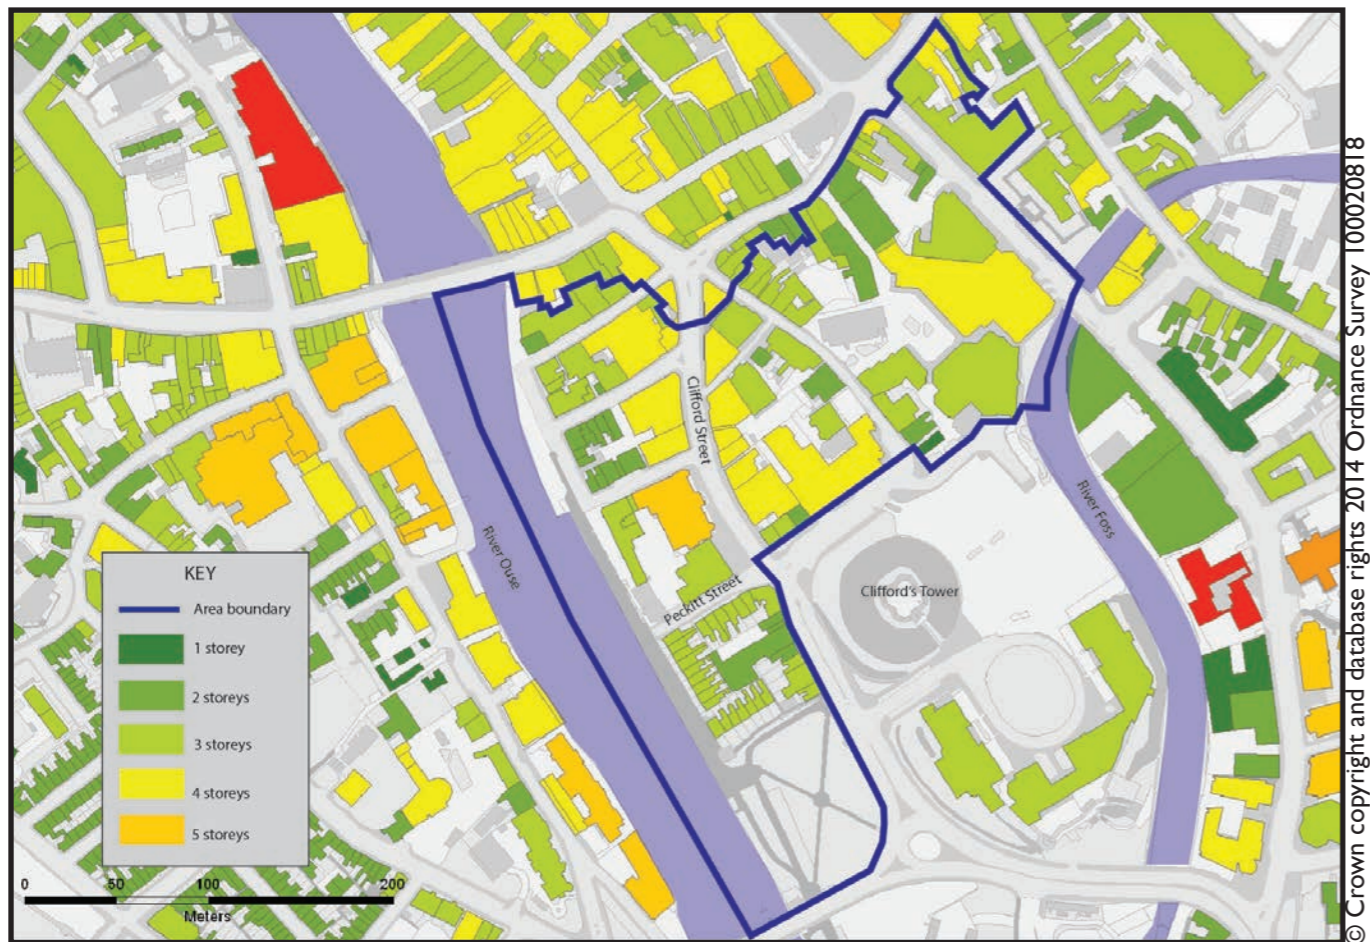 Clifford Street
River Ouse
River Foss
Clifford's Tower
Peckitt Street
KEY
Area boundary
1 storey
2 storeys
3 storeys
4 storeys
5 storeys
0 50 100 200
Meters
© Crown copyright and database rights 2014 Ordnance Survey 100020818